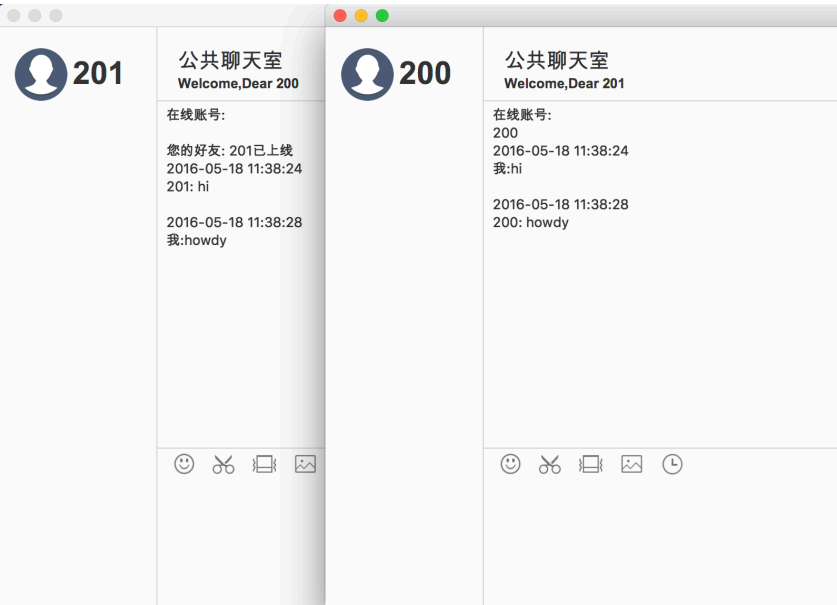 201
公共聊天室
Welcome,Dear 200
在线账号:
您的好友: 201已上线
2016-05-18 11:38:24
201: hi
2016-05-18 11:38:28
我:howdy
200
公共聊天室
Welcome,Dear 201
在线账号:
200
2016-05-18 11:38:24
我:hi
2016-05-18 11:38:28
200: howdy